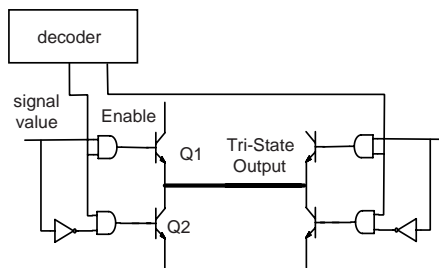 decoder
signal
value
Enable
Q1
Tri-State
Output
Q2